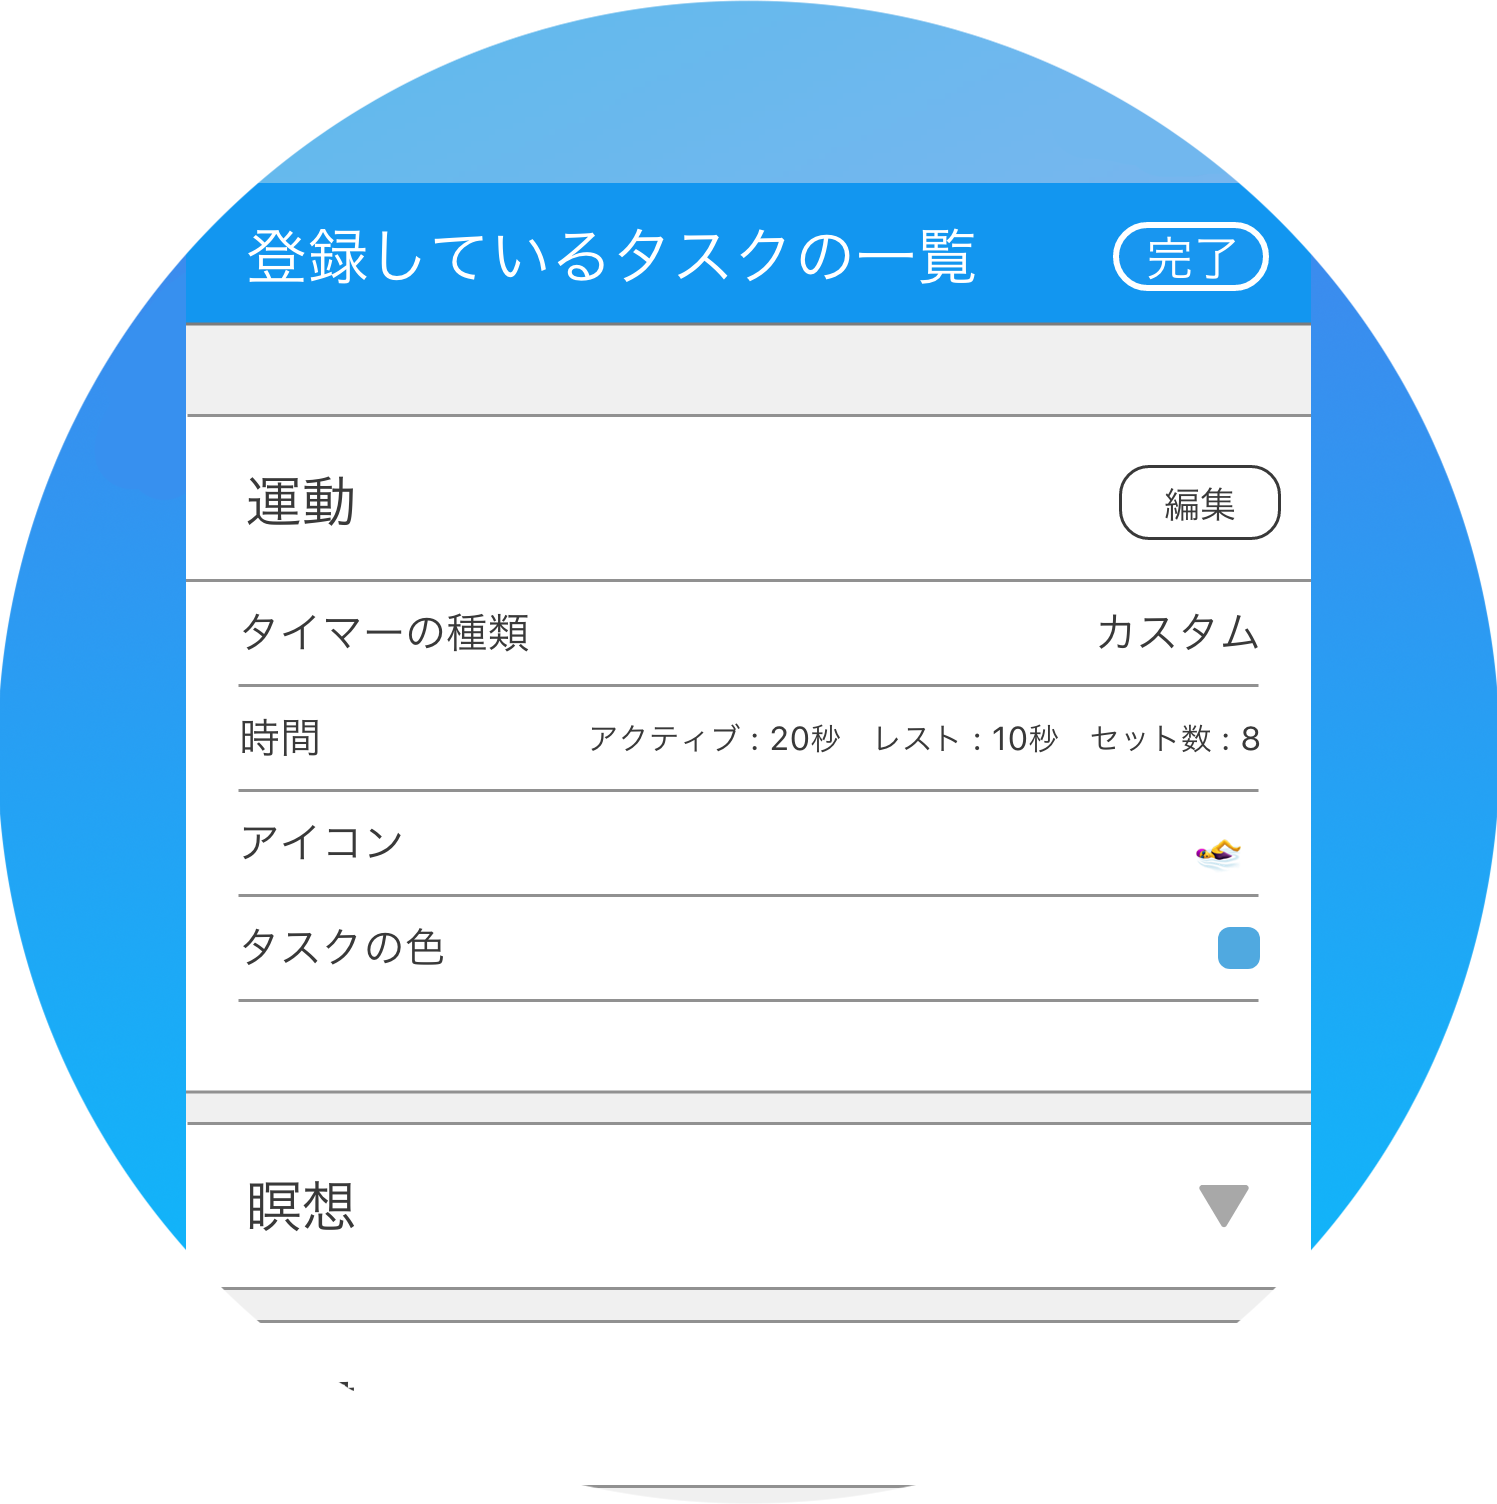 登録しているタスクの一覧 完了
運動 編集
タイマーの種類 カスタム
時間 アクティブ : 20秒 レスト : 10秒 セット数 : 8
アイコン
タスクの色
瞑想